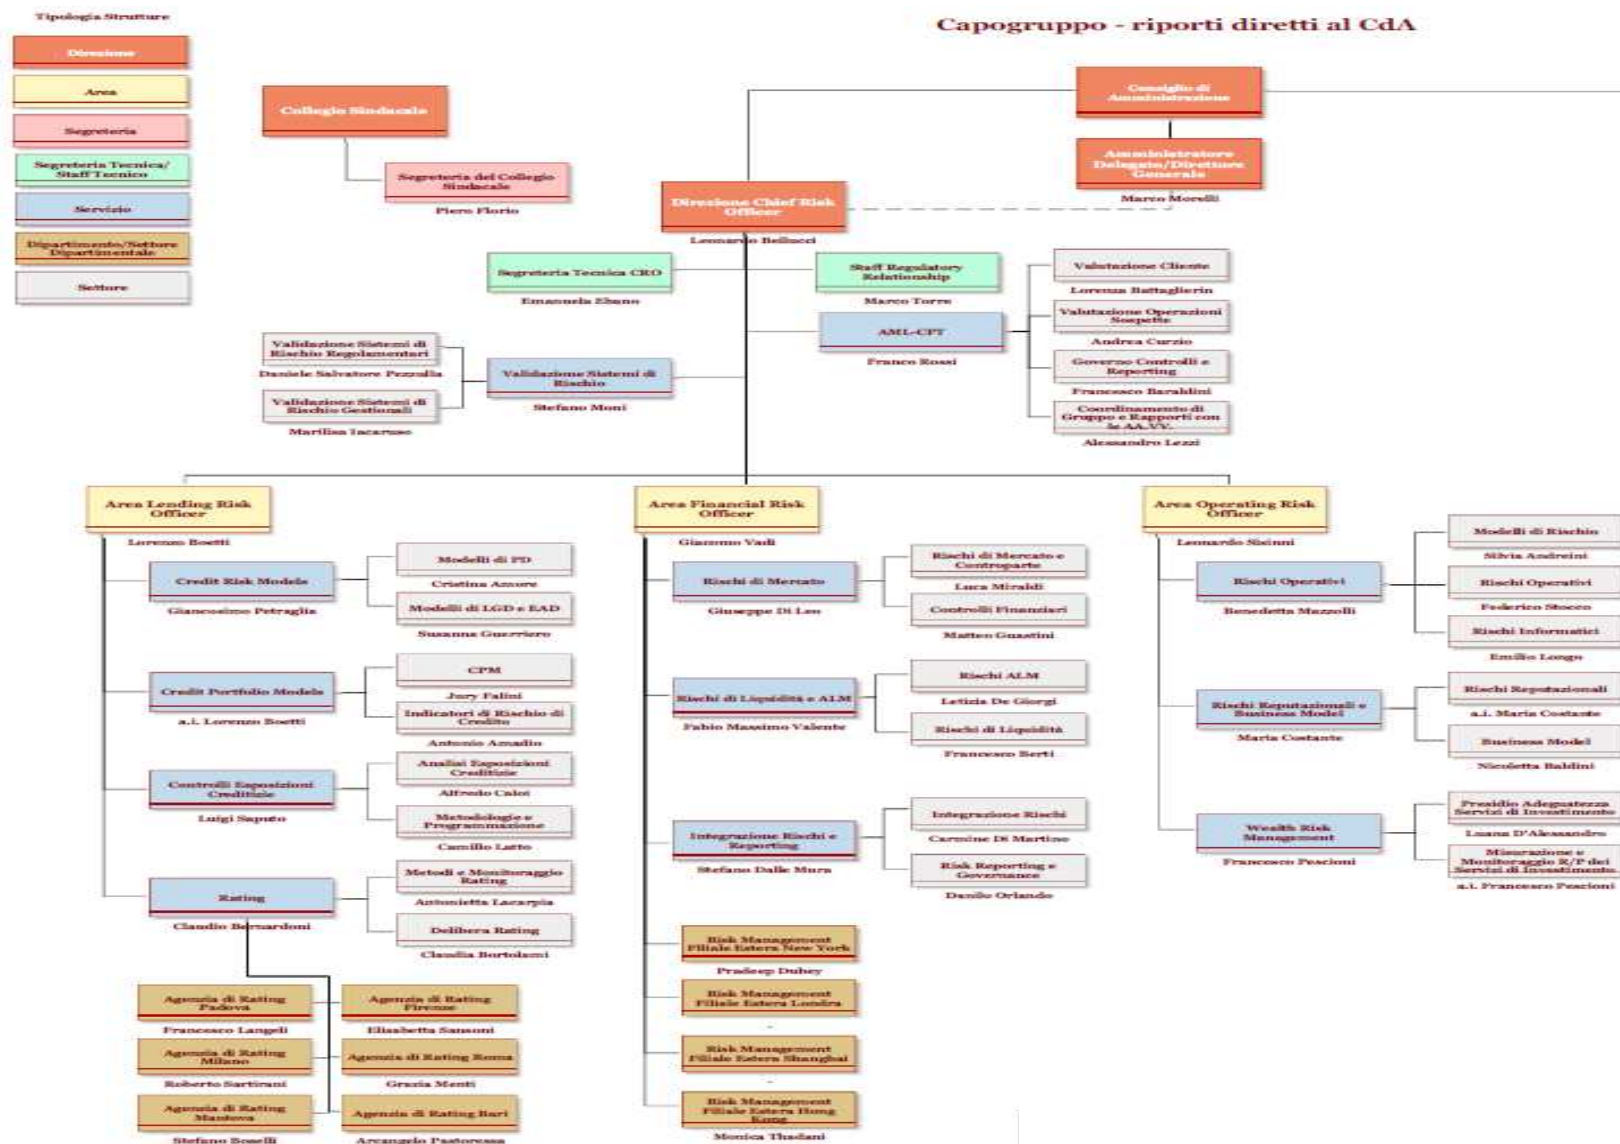 Tipologia Strutture
Direzione
Area
Segreteria
Segreteria Tecnica/
Staff Tecnico
Servizio
Dipartimento/Settore
Dipartimentale
Settore
Capogruppo - riporti diretti al CdA
Collegio Sindacale
Segreteria del Collegio
Sindacale
Piero Florio
Consiglio di
Amministrazione
Amministratore
Delegato/Direttore
Generale
Marco Morelli
Direzione Chief Risk
Officer
Leonardo Bellucci
Segreteria Tecnica CRO
Emanuela Ebano
Staff Regulatory
Relationship
Marco Torre
AML-CFT
Franco Rossi
Valutazione Cliente
Lorenza Battaglierin
Valutazione Operazioni
Sospette
Andrea Curzio
Governo Controlli e
Reporting
Francesco Baraldini
Coordinamento di
Gruppo e Rapporti con
le AA.VV.
Alessandro Lezzi
Validazione Sistemi di
Rischio Regolamentari
Daniele Salvatore Pezzulla
Validazione Sistemi di
Rischio Gestionali
Marilisa Iacaruso
Validazione Sistemi di
Rischio
Stefano Moni
Area Lending Risk
Officer
Lorenzo Boetti
Credit Risk Models
Giancosimo Petraglia
Modelli di PD
Cristina Amore
Modelli di LGD e EAD
Susanna Guerriero
Credit Portfolio Models
a.i. Lorenzo Boetti
CPM
Jury Falini
Indicatori di Rischio di
Credito
Antonio Amadio
Controlli Esposizioni
Creditizie
Luigi Saputo
Analisi Esposizioni
Creditizie
Alfredo Caloi
Metodologie e
Programmazione
Camillo Latto
Rating
Claudio Bernardoni
Metodi e Monitoraggio
Rating
Antonietta Lacarpia
Delibera Rating
Claudia Bortolami
Agenzia di Rating
Padova
Francesco Langeli
Agenzia di Rating
Firenze
Elisabetta Sansoni
Agenzia di Rating
Milano
Roberto Sartirani
Agenzia di Rating Roma
Grazia Menti
Agenzia di Rating
Mantova
Stefano Boselli
Agenzia di Rating Bari
Arcangelo Pastoressa
Area Financial Risk
Officer
Giacomo Vadi
Rischi di Mercato
Giuseppe Di Leo
Rischi di Mercato e
Controparte
Luca Miraldi
Controlli Finanziari
Matteo Guastini
Rischi di Liquidità e ALM
Fabio Massimo Valente
Rischi ALM
Letizia De Giorgi
Rischi di Liquidità
Francesco Berti
Integrazione Rischi e
Reporting
Stefano Dalle Mura
Integrazione Rischi
Carmine Di Martino
Risk Reporting e
Governance
Danilo Orlando
Risk Management
Filiale Estera New York
Pradeep Dubey
Risk Management
Filiale Estera Londra
-
Risk Management
Filiale Estera Shanghai
-
Risk Management
Filiale Estera Hong
Kong
Monica Thadani
Area Operating Risk
Officer
Leonardo Sisinni
Rischi Operativi
Benedetta Mazzolli
Modelli di Rischio
Silvia Andreini
Rischi Operativi
Federico Stocco
Rischi Informatici
Emilio Longo
Rischi Reputazionali e
Business Model
Maria Costante
Rischi Reputazionali
a.i. Maria Costante
Business Model
Nicoletta Baldini
Wealth Risk
Management
Francesco Pescioni
Presidio Adeguatezza
Servizi di Investimento
Luana D'Alessandro
Misurazione e
Monitoraggio R/P dei
Servizi di Investimento
a.i. Francesco Pescioni